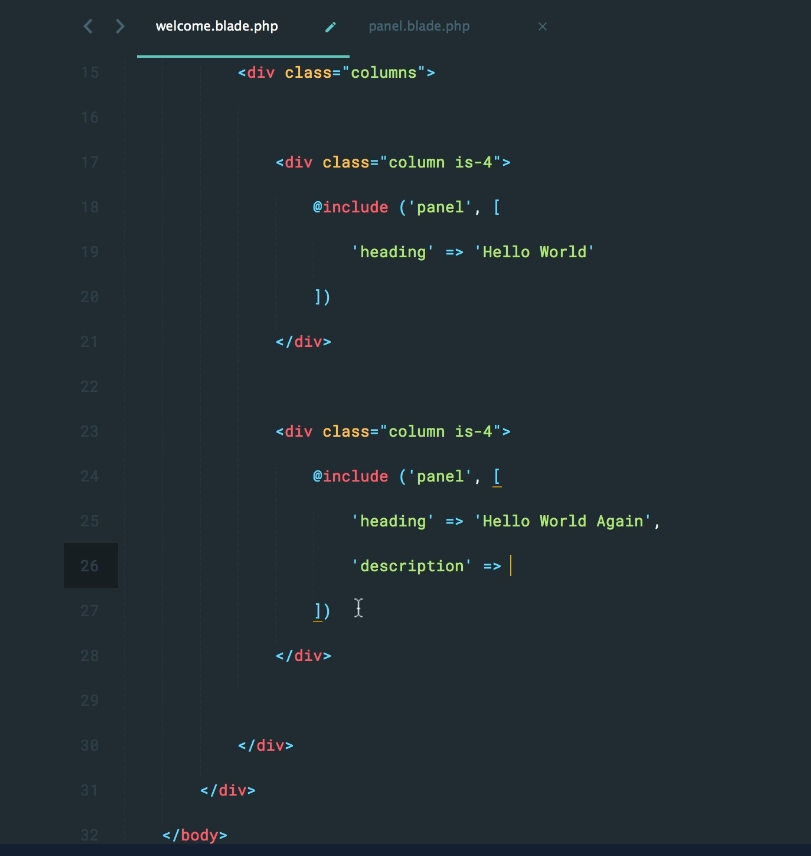 welcome.blade.php panel.blade.php
15 <div class="columns">
16
17 <div class="column is-4">
18 @include ('panel', [
19 'heading' => 'Hello World'
20 ])
21 </div>
22
23 <div class="column is-4">
24 @include ('panel', [
25 'heading' => 'Hello World Again',
26 'description' =>
27 ])
28 </div>
29
30 </div>
31 </div>
32 </body>